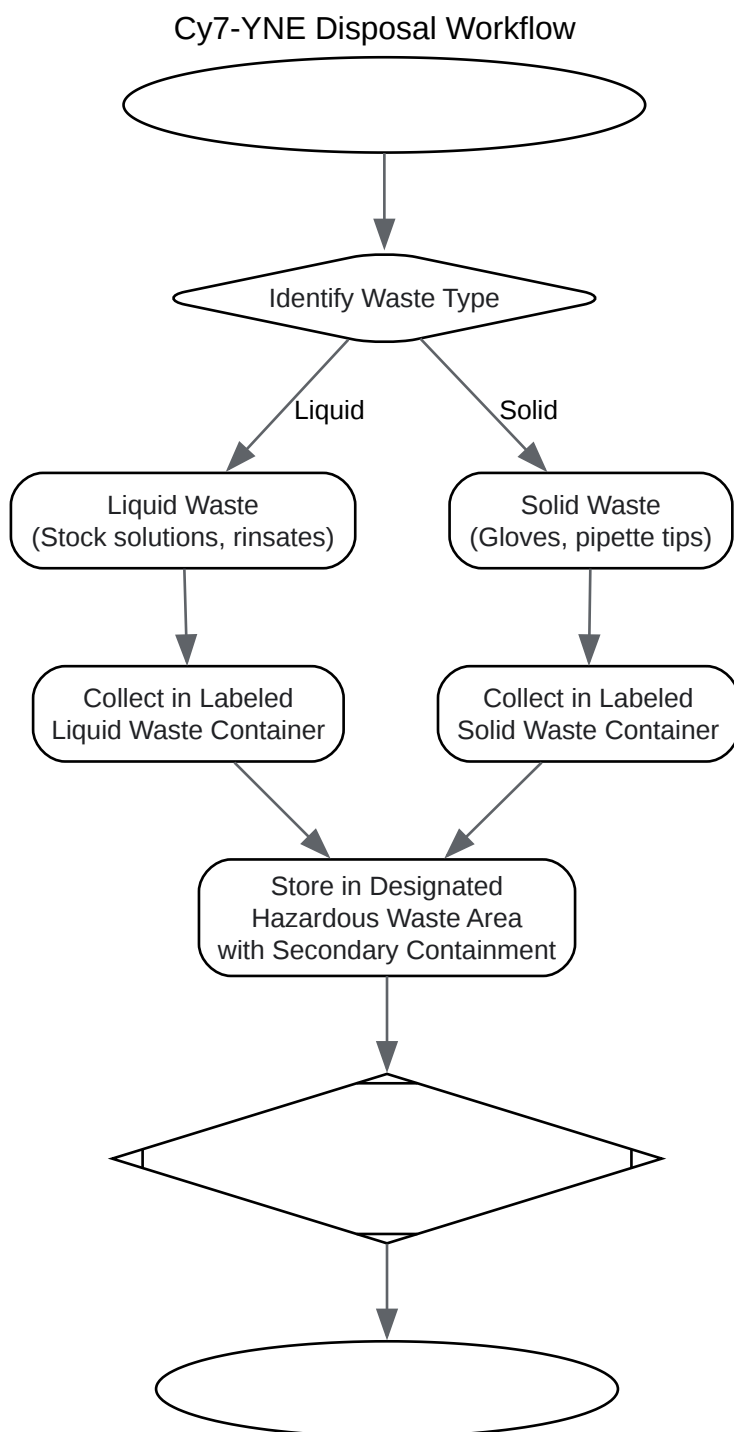 Cy7-YNE Disposal Workflow
Identify Waste Type
Liquid
Solid
Liquid Waste
(Stock solutions, rinsates)
Solid Waste
(Gloves, pipette tips)
Collect in Labeled
Liquid Waste Container
Collect in Labeled
Solid Waste Container
Store in Designated
Hazardous Waste Area
with Secondary Containment